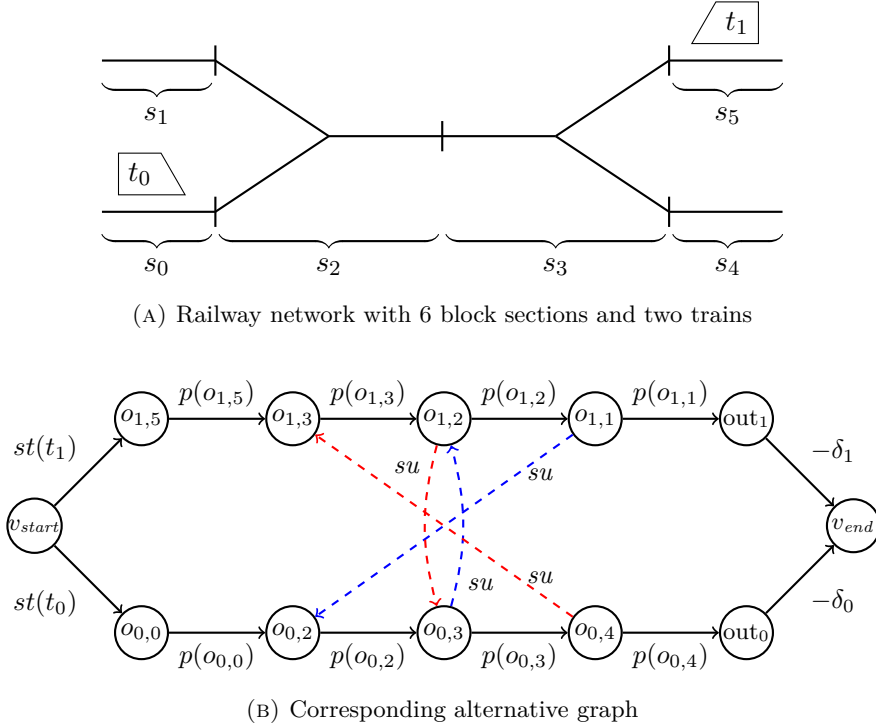 t₁
s₁ s₅
t₀
s₀ s₂ s₃ s₄
(A) Railway network with 6 block sections and two trains
p(o₁,₅) p(o₁,₃) p(o₁,₂) p(o₁,₁)
o₁,₅ o₁,₃ o₁,₂ o₁,₁ out₁
st(t₁) su su −δ₁
v_start v_end
st(t₀) su su −δ₀
o₀,₀ o₀,₂ o₀,₃ o₀,₄ out₀
p(o₀,₀) p(o₀,₂) p(o₀,₃) p(o₀,₄)
(B) Corresponding alternative graph